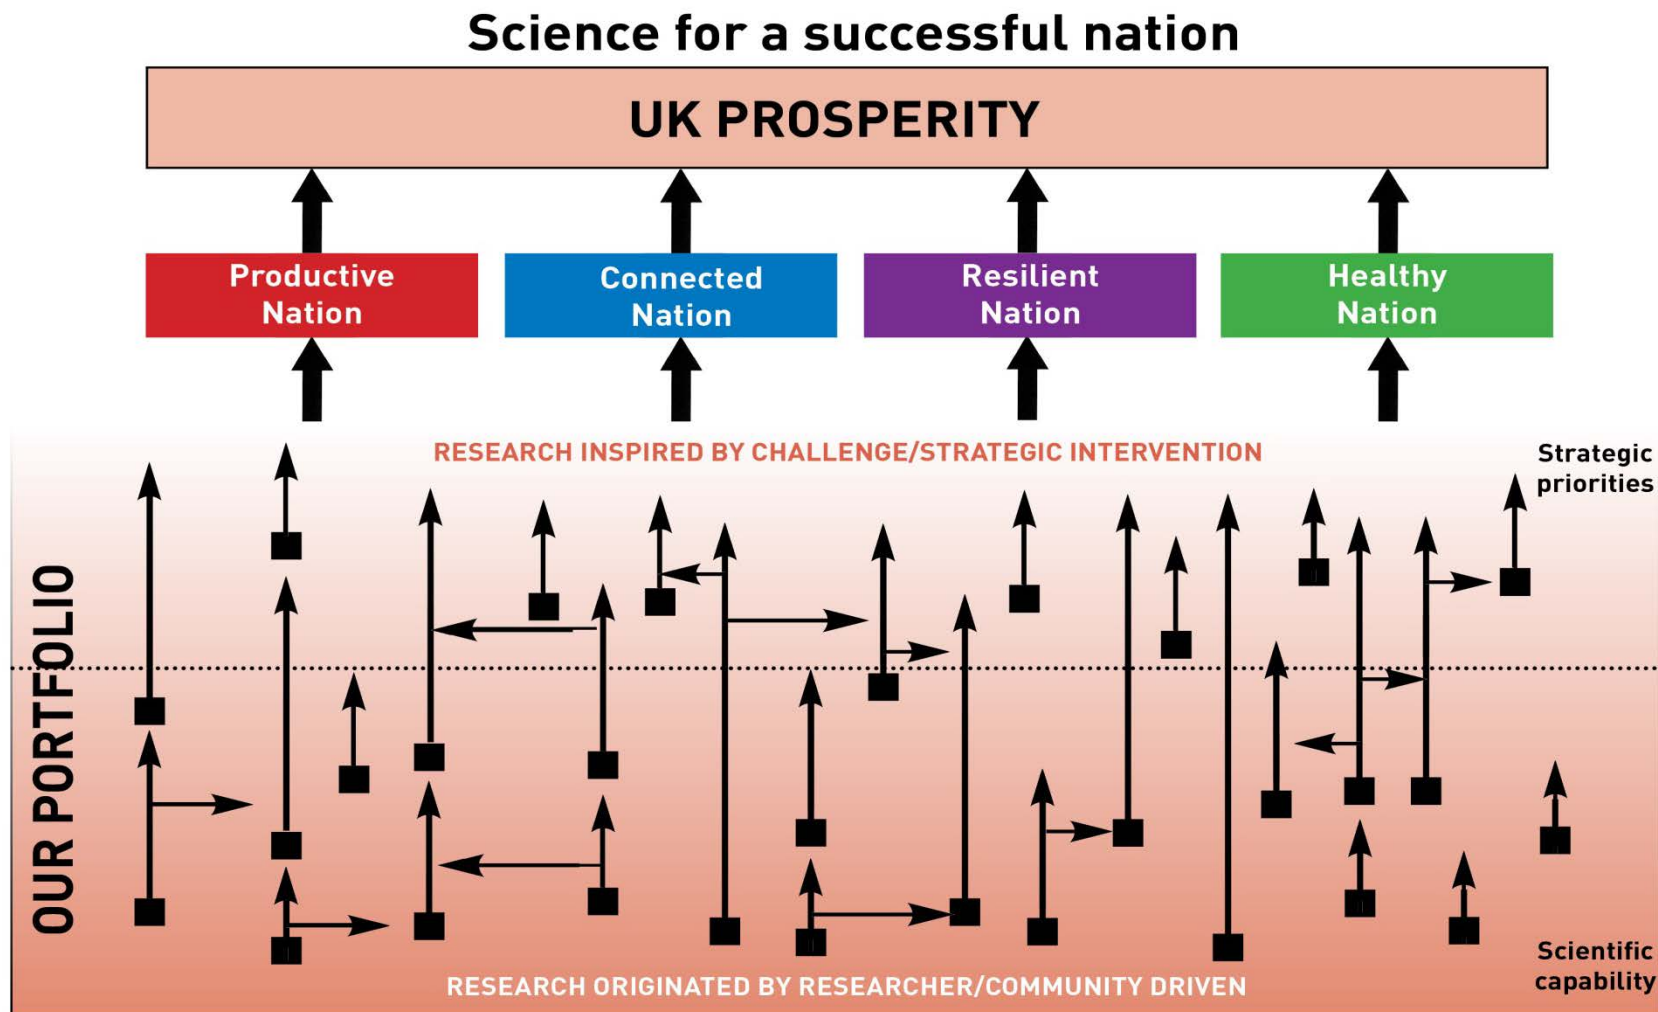 Science for a successful nation
UK PROSPERITY
Productive
Nation
Connected
Nation
Resilient
Nation
Healthy
Nation
RESEARCH INSPIRED BY CHALLENGE/STRATEGIC INTERVENTION
Strategic
priorities
OUR PORTFOLIO
Scientific
capability
RESEARCH ORIGINATED BY RESEARCHER/COMMUNITY DRIVEN